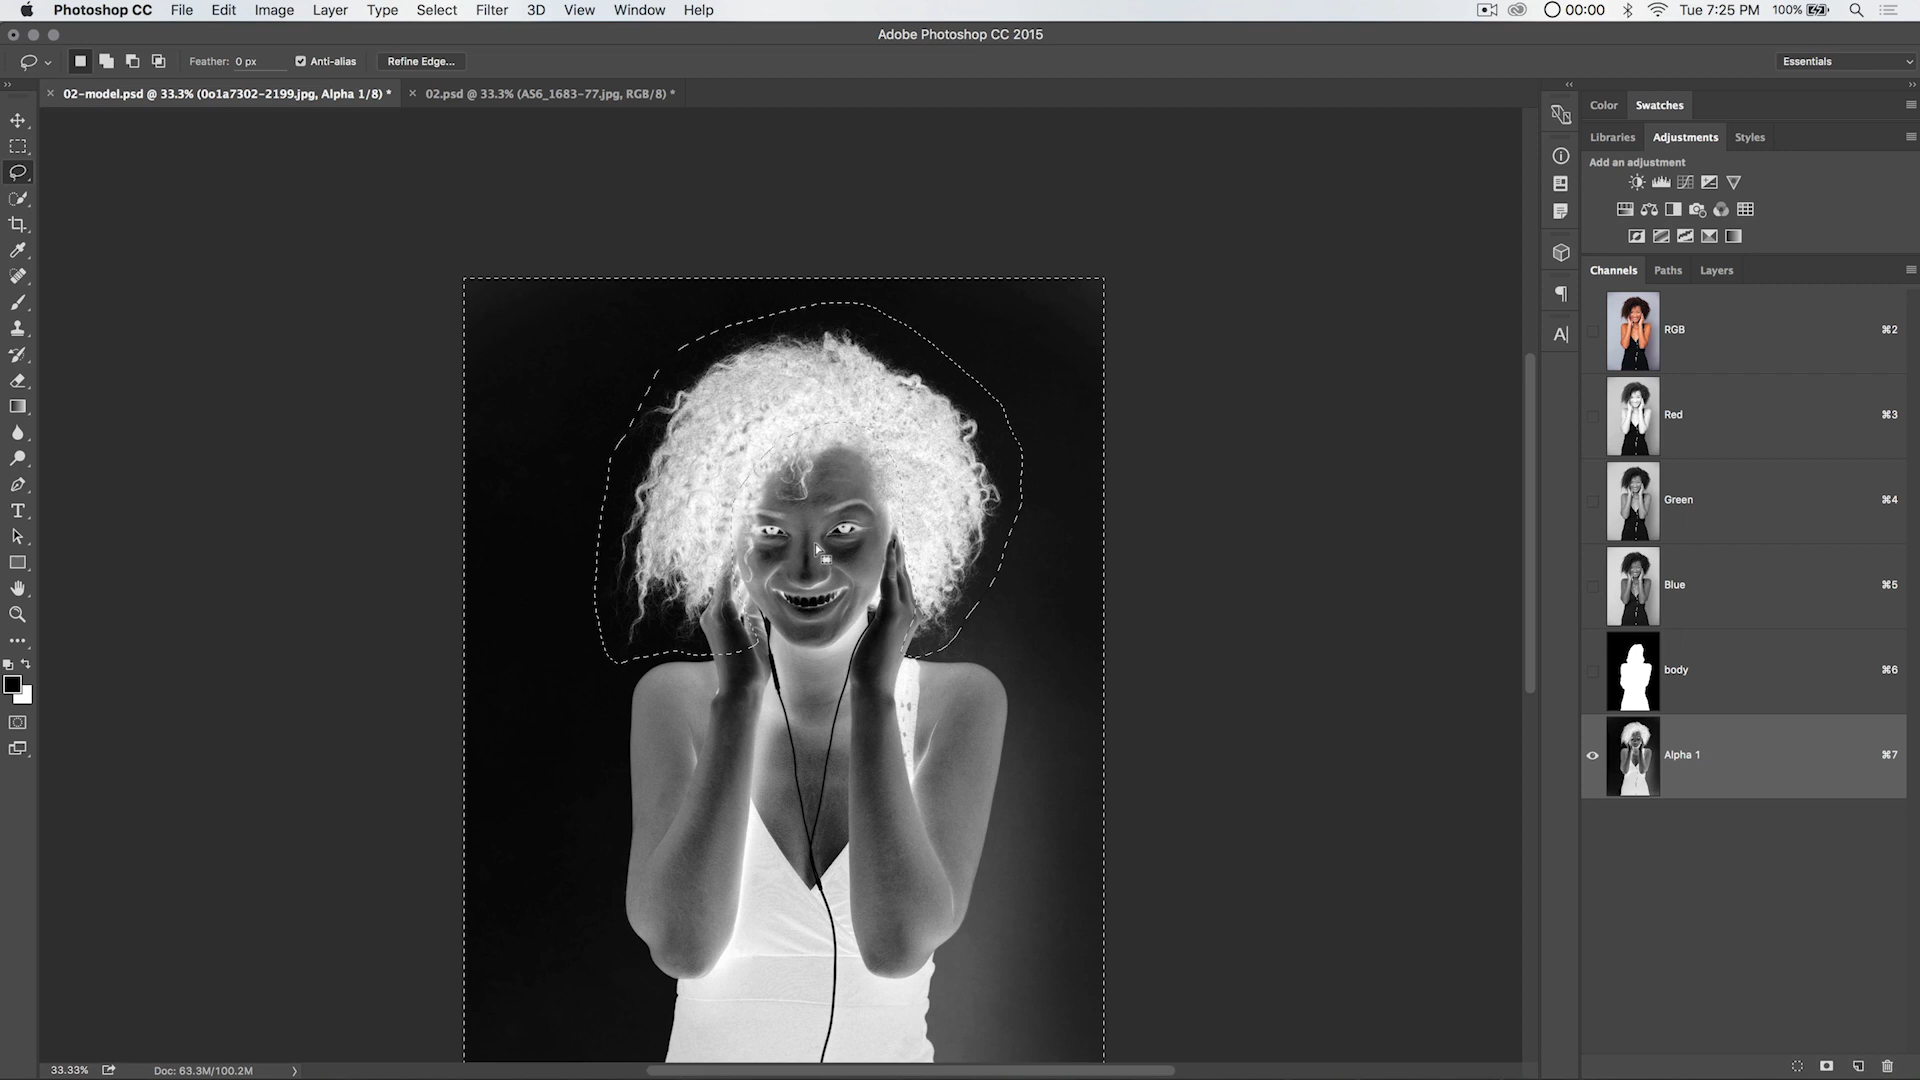 Photoshop CC File Edit Image Layer Type Select Filter 3D View Window Help 00:00 Tue 7:25 PM 100%
Adobe Photoshop CC 2015
Feather: 0 px Anti-alias Refine Edge... Essentials
× 02-model.psd @ 33.3% (0o1a7302-2199.jpg, Alpha 1/8) * × 02.psd @ 33.3% (AS6_1683-77.jpg, RGB/8) *
Color Swatches
Libraries Adjustments Styles
Add an adjustment
Channels Paths Layers
RGB ⌘2
Red ⌘3
Green ⌘4
Blue ⌘5
body ⌘6
Alpha 1 ⌘7
33.33% Doc: 63.3M/100.2M